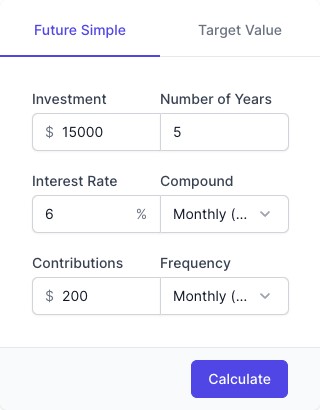 Future Simple Target Value
Investment Number of Years
$ 15000 5
Interest Rate Compound
6 % Monthly (...
Contributions Frequency
$ 200 Monthly (...
Calculate